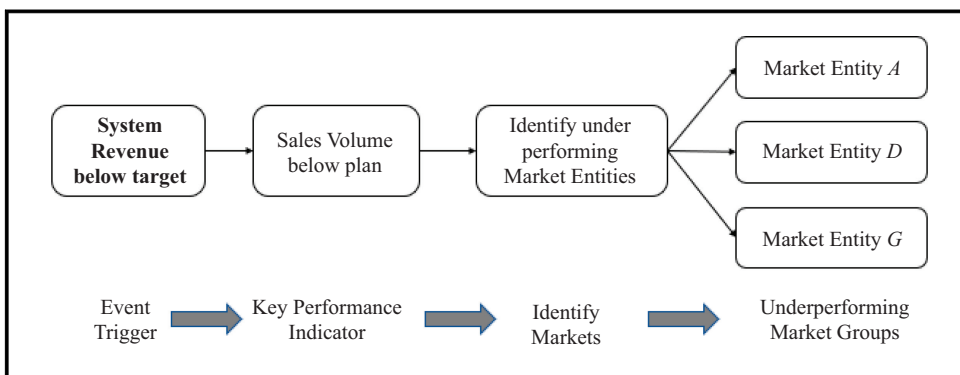 System
Revenue
below target
Sales Volume
below plan
Identify under
performing
Market Entities
Market Entity A
Market Entity D
Market Entity G
Event
Trigger
Key Performance
Indicator
Identify
Markets
Underperforming
Market Groups